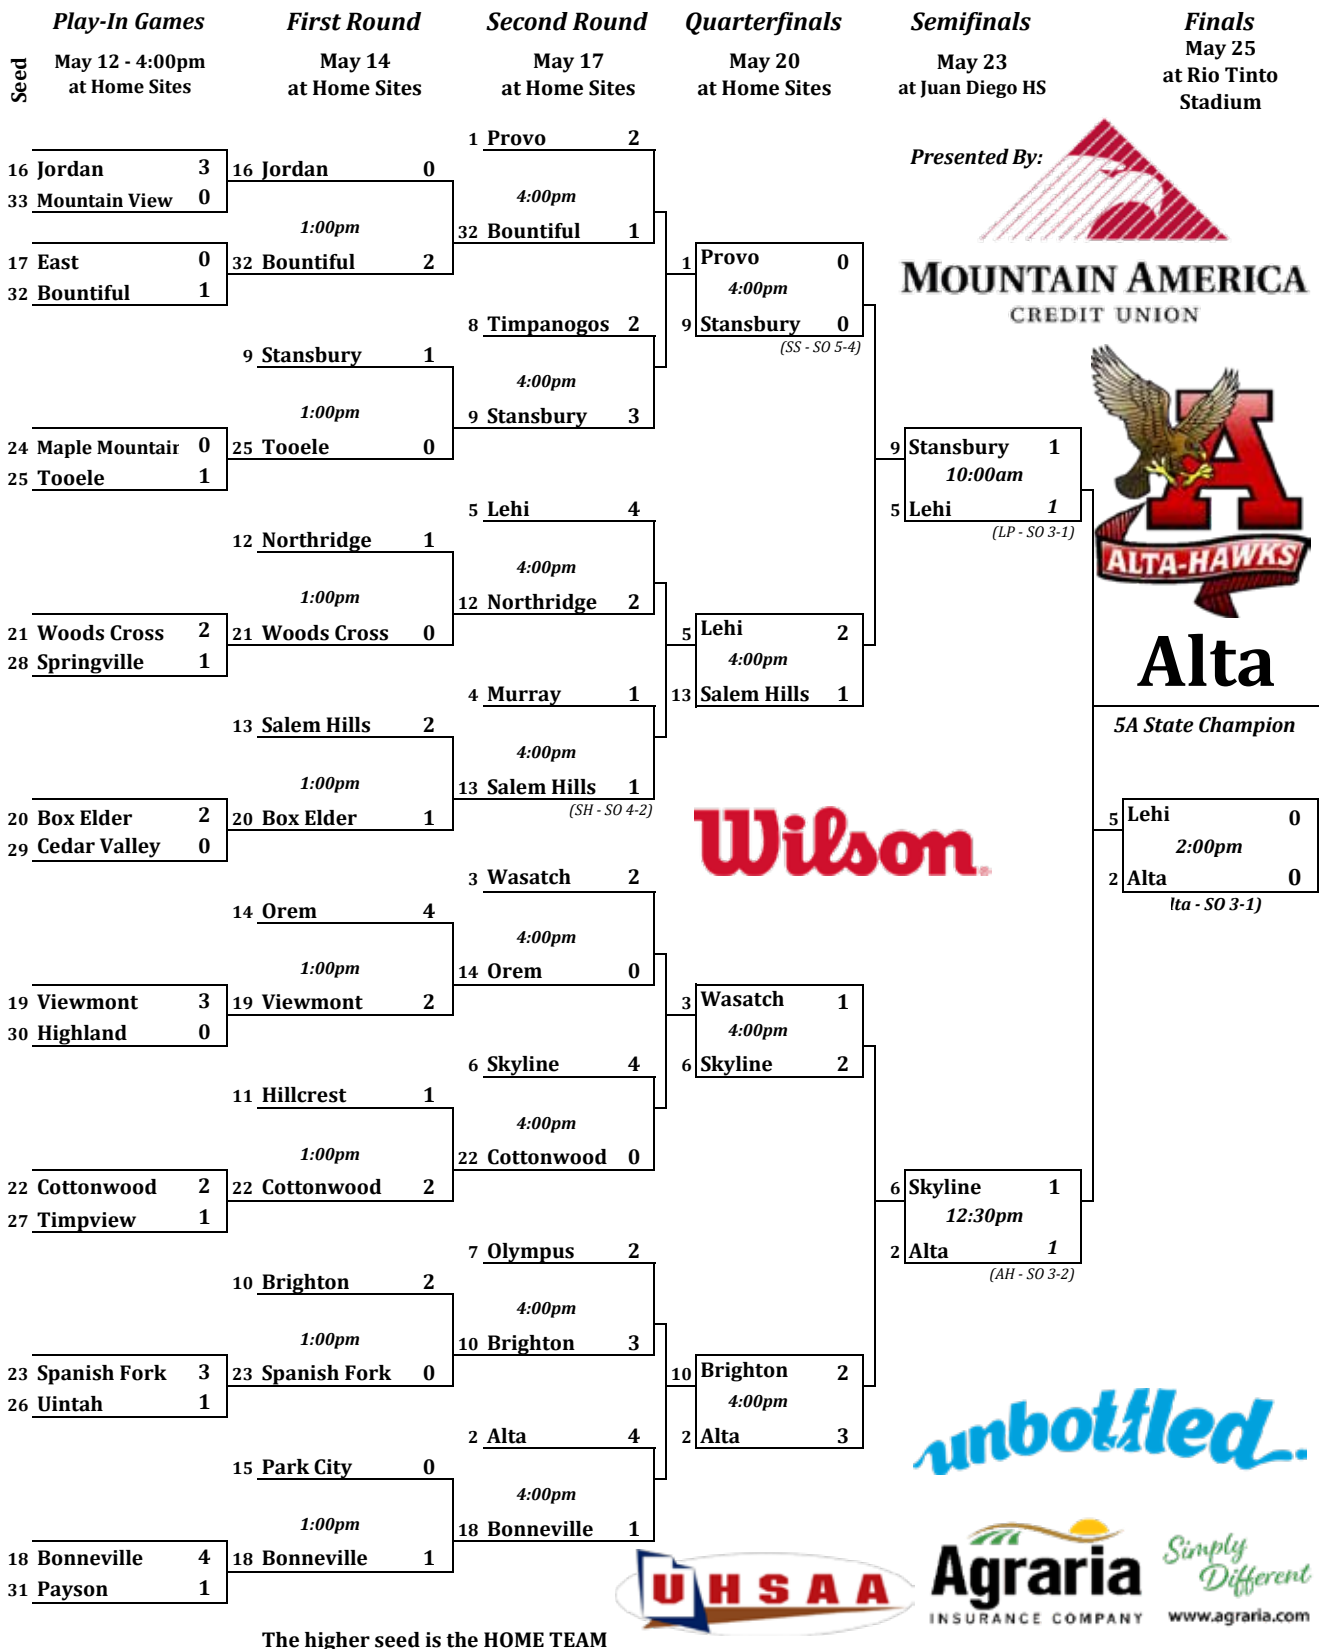 Play-In Games
May 12 - 4:00pm
at Home Sites
First Round
May 14
at Home Sites
Second Round
May 17
at Home Sites
Quarterfinals
May 20
at Home Sites
Semifinals
May 23
at Juan Diego HS
Finals
May 25
at Rio Tinto
Stadium
Seed
16 Jordan 3
33 Mountain View 0
17 East 0
32 Bountiful 1
24 Maple Mountain 0
25 Tooele 1
21 Woods Cross 2
28 Springville 1
20 Box Elder 2
29 Cedar Valley 0
19 Viewmont 3
30 Highland 0
22 Cottonwood 2
27 Timpview 1
23 Spanish Fork 3
26 Uintah 1
18 Bonneville 4
31 Payson 1
16 Jordan 0
1:00pm
32 Bountiful 2
9 Stansbury 1
1:00pm
25 Tooele 0
12 Northridge 1
1:00pm
21 Woods Cross 0
13 Salem Hills 2
1:00pm
20 Box Elder 1
14 Orem 4
1:00pm
19 Viewmont 2
11 Hillcrest 1
1:00pm
22 Cottonwood 2
10 Brighton 2
1:00pm
23 Spanish Fork 0
15 Park City 0
1:00pm
18 Bonneville 1
1 Provo 2
4:00pm
32 Bountiful 1
8 Timpanogos 2
4:00pm
9 Stansbury 3
5 Lehi 4
4:00pm
12 Northridge 2
4 Murray 1
4:00pm
13 Salem Hills 1
(SH - SO 4-2)
3 Wasatch 2
4:00pm
14 Orem 0
6 Skyline 4
4:00pm
22 Cottonwood 0
7 Olympus 2
4:00pm
10 Brighton 3
2 Alta 4
4:00pm
18 Bonneville 1
1 Provo 0
4:00pm
9 Stansbury 0
(SS - SO 5-4)
5 Lehi 2
4:00pm
13 Salem Hills 1
3 Wasatch 1
4:00pm
6 Skyline 2
10 Brighton 2
4:00pm
2 Alta 3
9 Stansbury 1
10:00am
5 Lehi 1
(LP - SO 3-1)
6 Skyline 1
12:30pm
2 Alta 1
(AH - SO 3-2)
Presented By:
MOUNTAIN AMERICA
CREDIT UNION
A
ALTA-HAWKS
Alta
5A State Champion
5 Lehi 0
2:00pm
2 Alta 0
lta - SO 3-1)
Wilson
unbottled
UHSAA
Agraria
INSURANCE COMPANY
Simply
Different
www.agraria.com
The higher seed is the HOME TEAM